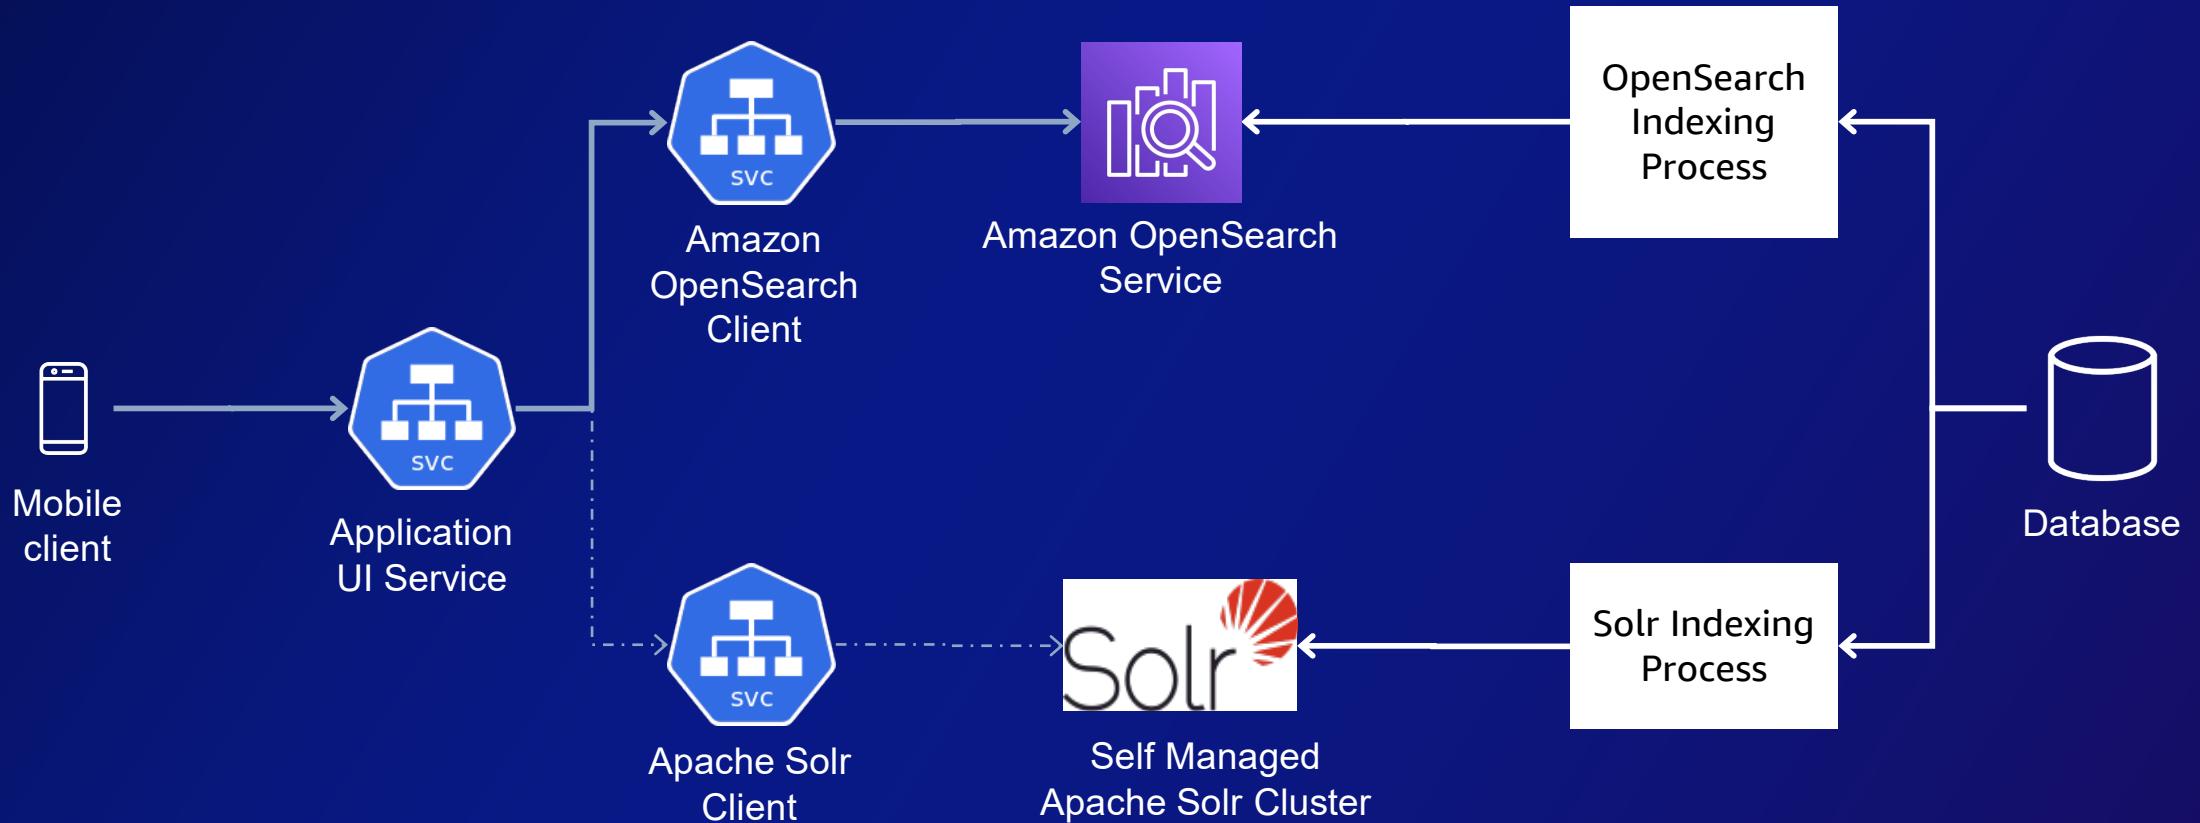 OpenSearch
Indexing
Process
svc
Amazon
OpenSearch
Client
Amazon OpenSearch
Service
svc
Mobile
client
Application
UI Service
Database
svc
Apache Solr
Client
Solr
Self Managed
Apache Solr Cluster
Solr Indexing
Process